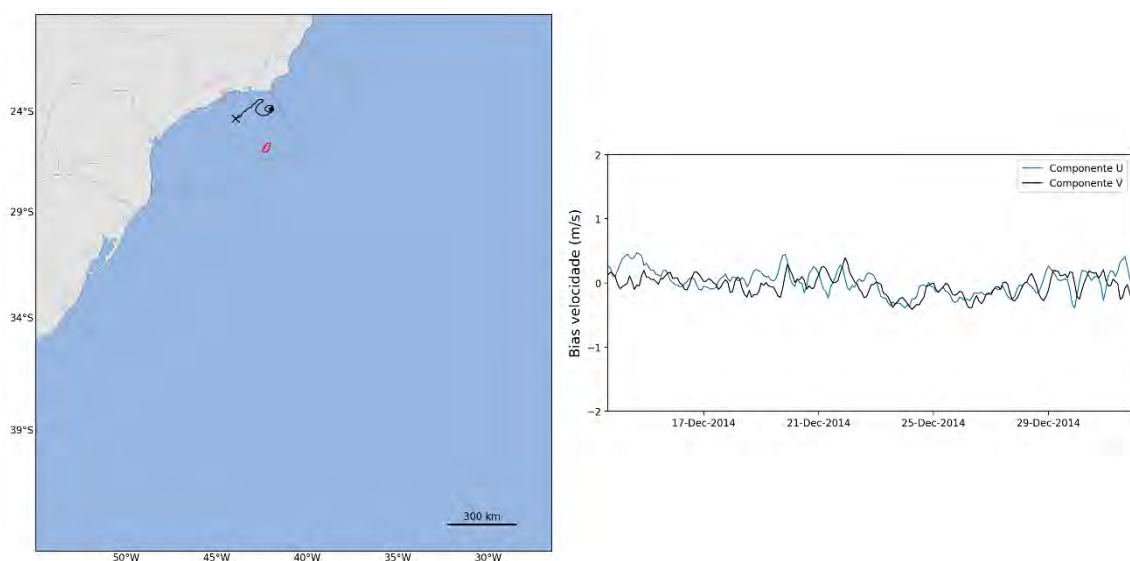 24°S
29°S
34°S
39°S
50°W
45°W
40°W
35°W
30°W
300 km
Bias velocidade (m/s)
2
1
0
−1
−2
17-Dec-2014
21-Dec-2014
25-Dec-2014
29-Dec-2014
Componente U
Componente V